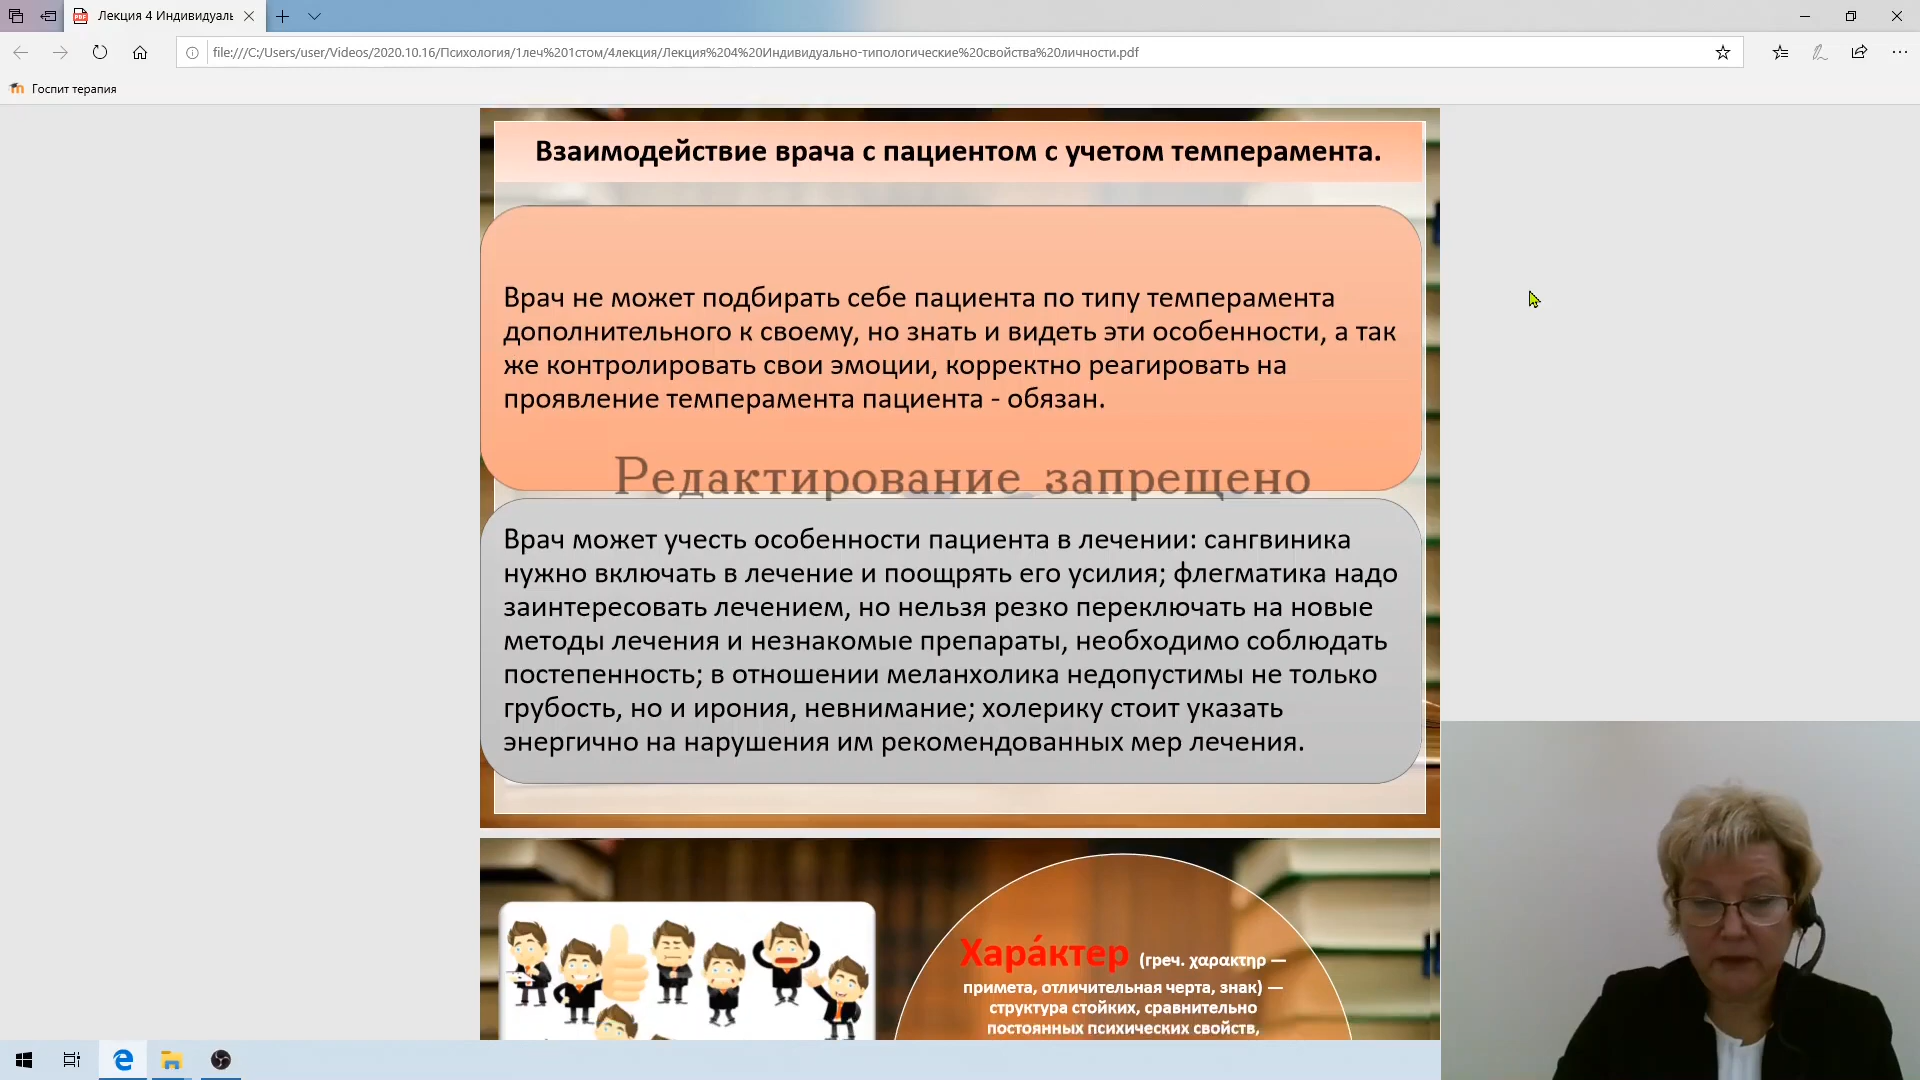 Лекция 4 Индивидуаль
file:///C:/Users/user/Videos/2020.10.16/Психология/1леч%201стом/4лекция/Лекция%204%20Индивидуально-типологические%20свойства%20личности.pdf
Госпит терапия
Взаимодействие врача с пациентом с учетом темперамента.
Врач не может подбирать себе пациента по типу темперамента
дополнительного к своему, но знать и видеть эти особенности, а так
же контролировать свои эмоции, корректно реагировать на
проявление темперамента пациента - обязан.
Редактирование запрещено
Врач может учесть особенности пациента в лечении: сангвиника
нужно включать в лечение и поощрять его усилия; флегматика надо
заинтересовать лечением, но нельзя резко переключать на новые
методы лечения и незнакомые препараты, необходимо соблюдать
постепенность; в отношении меланхолика недопустимы не только
грубость, но и ирония, невнимание; холерику стоит указать
энергично на нарушения им рекомендованных мер лечения.
Хара́ктер (греч. χαρακτηρ —
примета, отличительная черта, знак) —
структура стойких, сравнительно
постоянных психических свойств,